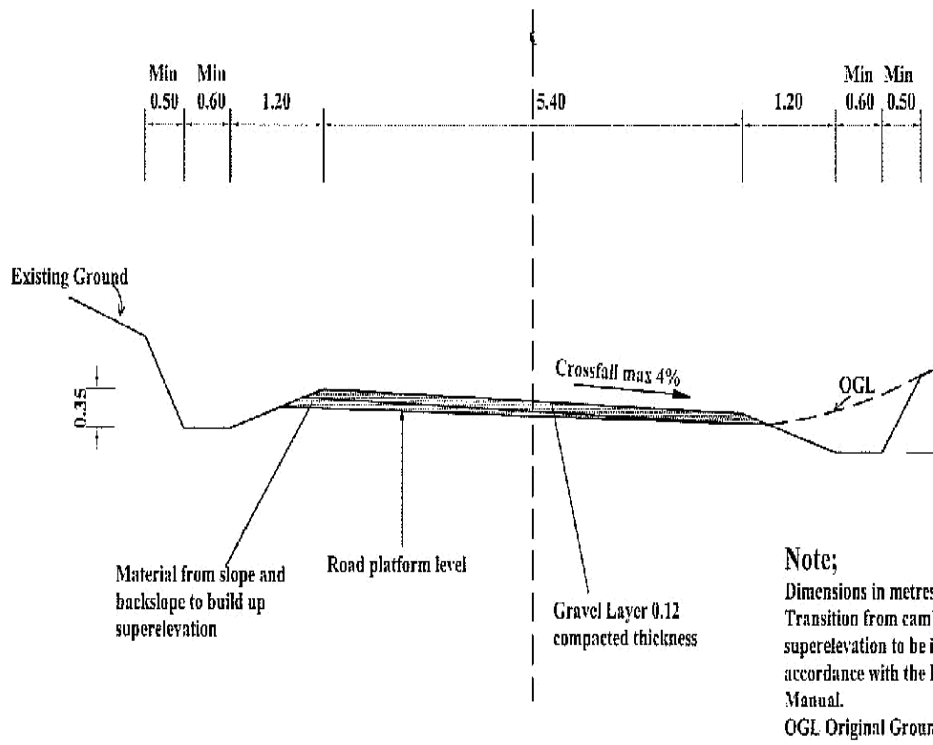 Min Min Min Min
0.50 0.60 1.20 5.40 1.20 0.60 0.50
Existing Ground
0.35
Crossfall max 4%
OGL
Material from slope and
backslope to build up
superelevation
Road platform level
Gravel Layer 0.12
compacted thickness
Note;
Dimensions in metres
Transition from cam
superelevation to be i
accordance with the
Manual.
OGL Original Groun